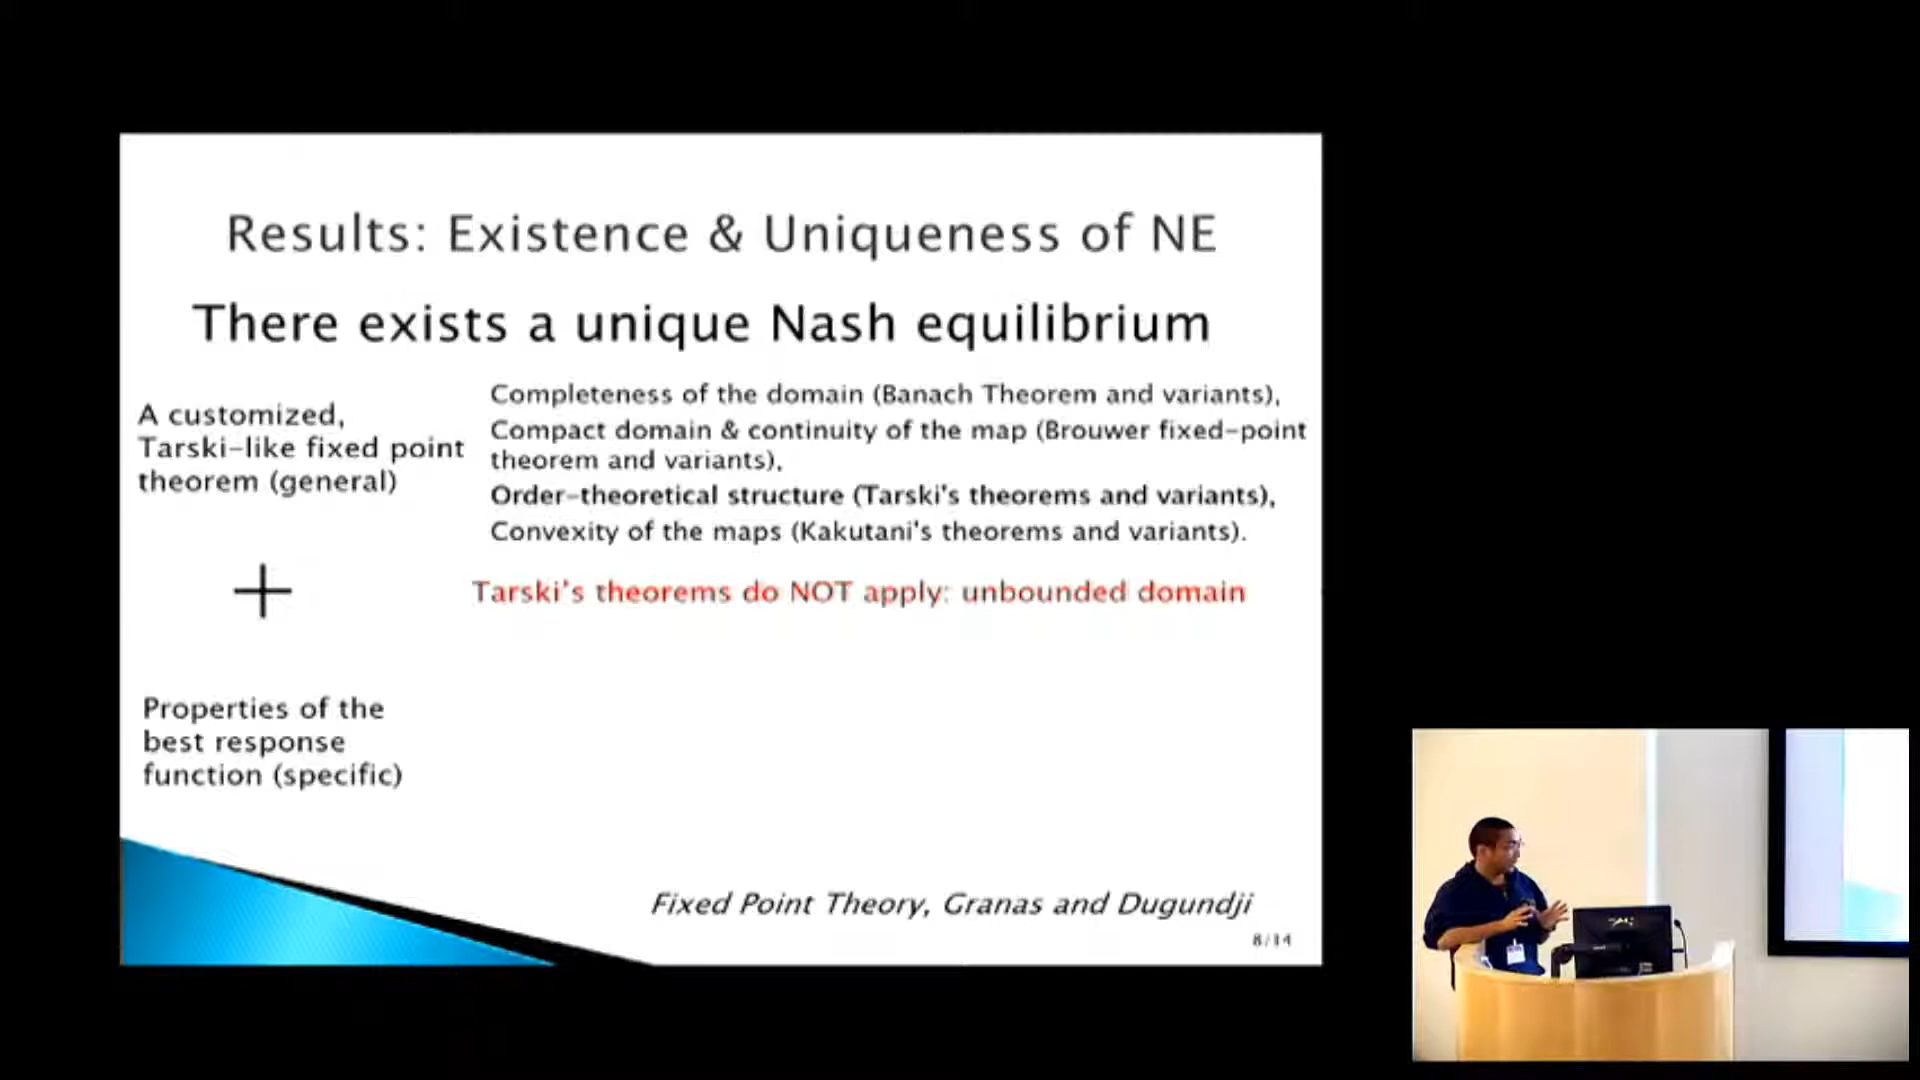 Results: Existence & Uniqueness of NE
There exists a unique Nash equilibrium
A customized,
Tarski-like fixed point
theorem (general)
+
Properties of the
best response
function (specific)
Completeness of the domain (Banach Theorem and variants),
Compact domain & continuity of the map (Brouwer fixed-point
theorem and variants),
Order-theoretical structure (Tarski's theorems and variants),
Convexity of the maps (Kakutani's theorems and variants).
Tarski's theorems do NOT apply: unbounded domain
Fixed Point Theory, Granas and Dugundji
8/14